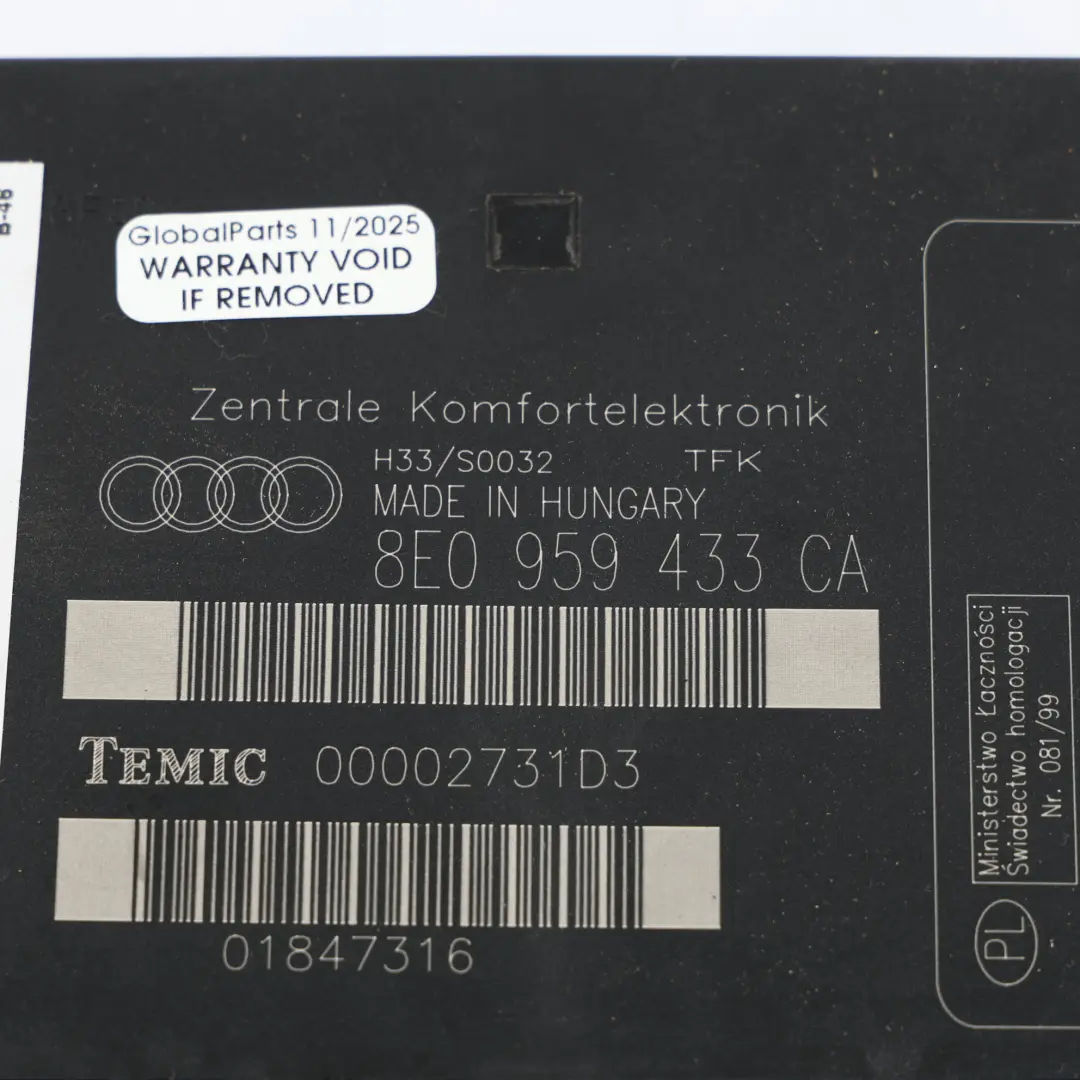 B-46
GlobalParts 11/2025
WARRANTY VOID
IF REMOVED
Zentrale Komfortelektronik
H33/S0032 TFK
MADE IN HUNGARY
8E0 959 433 CA
TEMIC 00002731D3
01847316
Ministerstwo Łączności
Świadectwo homologacji
Nr. 081/99
PL